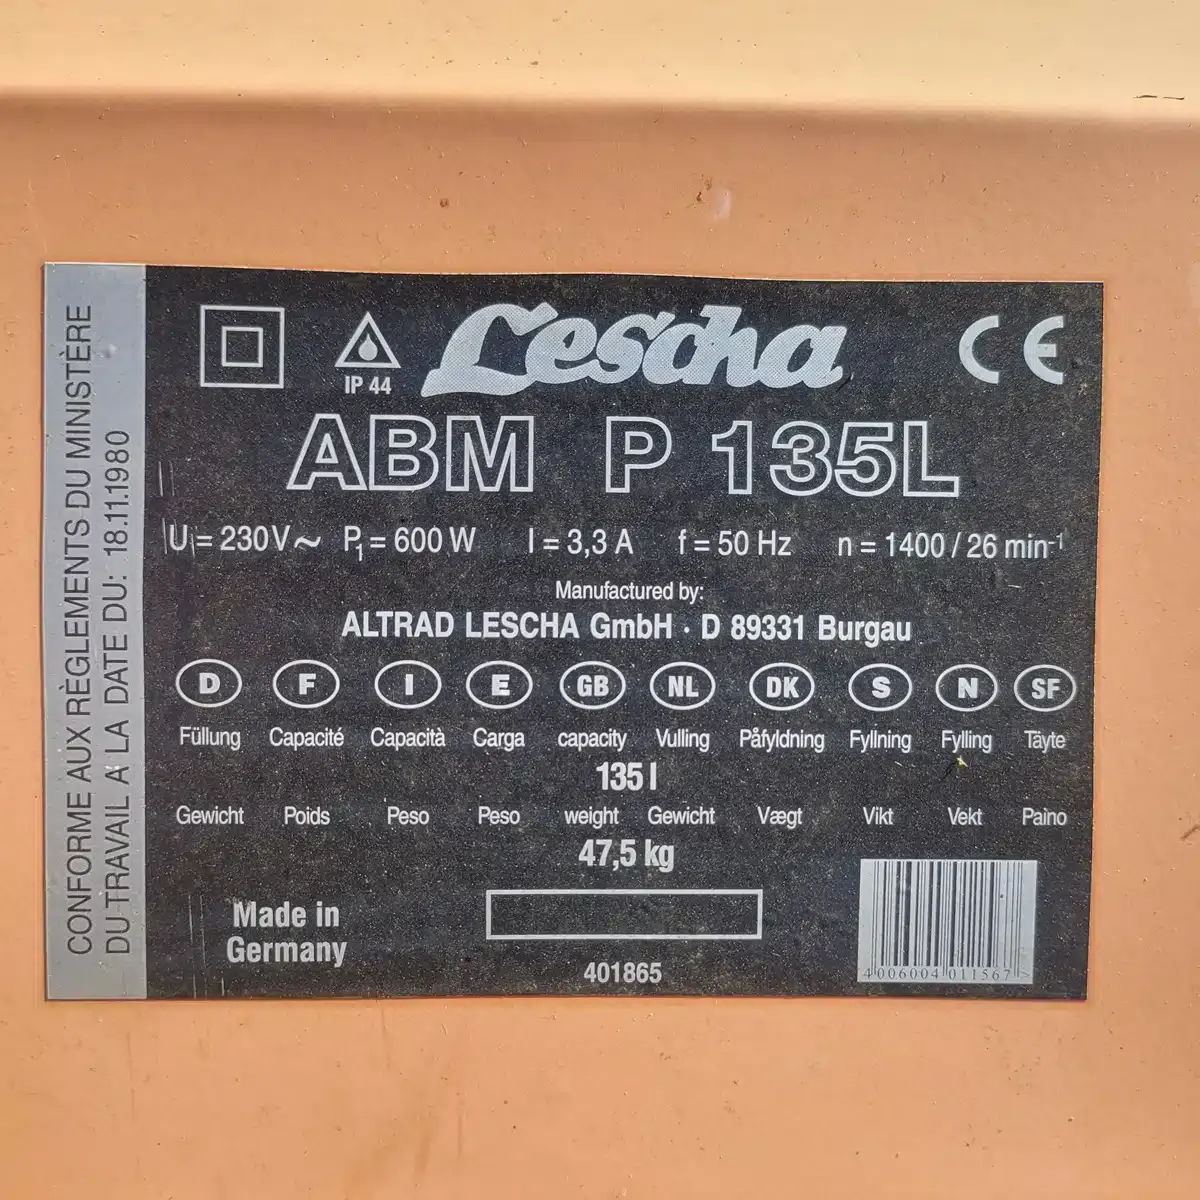 CONFORME AUX RÈGLEMENTS DU MINISTÈRE
DU TRAVAIL A LA DATE DU: 18.11.1980
IP 44
Lescha
CE
ABM P 135L
U = 230V~ P1 = 600 W I = 3,3 A f = 50 Hz n = 1400 / 26 min-1
Manufactured by:
ALTRAD LESCHA GmbH · D 89331 Burgau
D F I E GB NL DK S N SF
Füllung Capacité Capacità Carga capacity Vulling Påfyldning Fyllning Fylling Täyte
135 l
Gewicht Poids Peso Peso weight Gewicht Vægt Vikt Vekt Paino
47,5 kg
Made in
Germany
401865
4 006004 011567 >